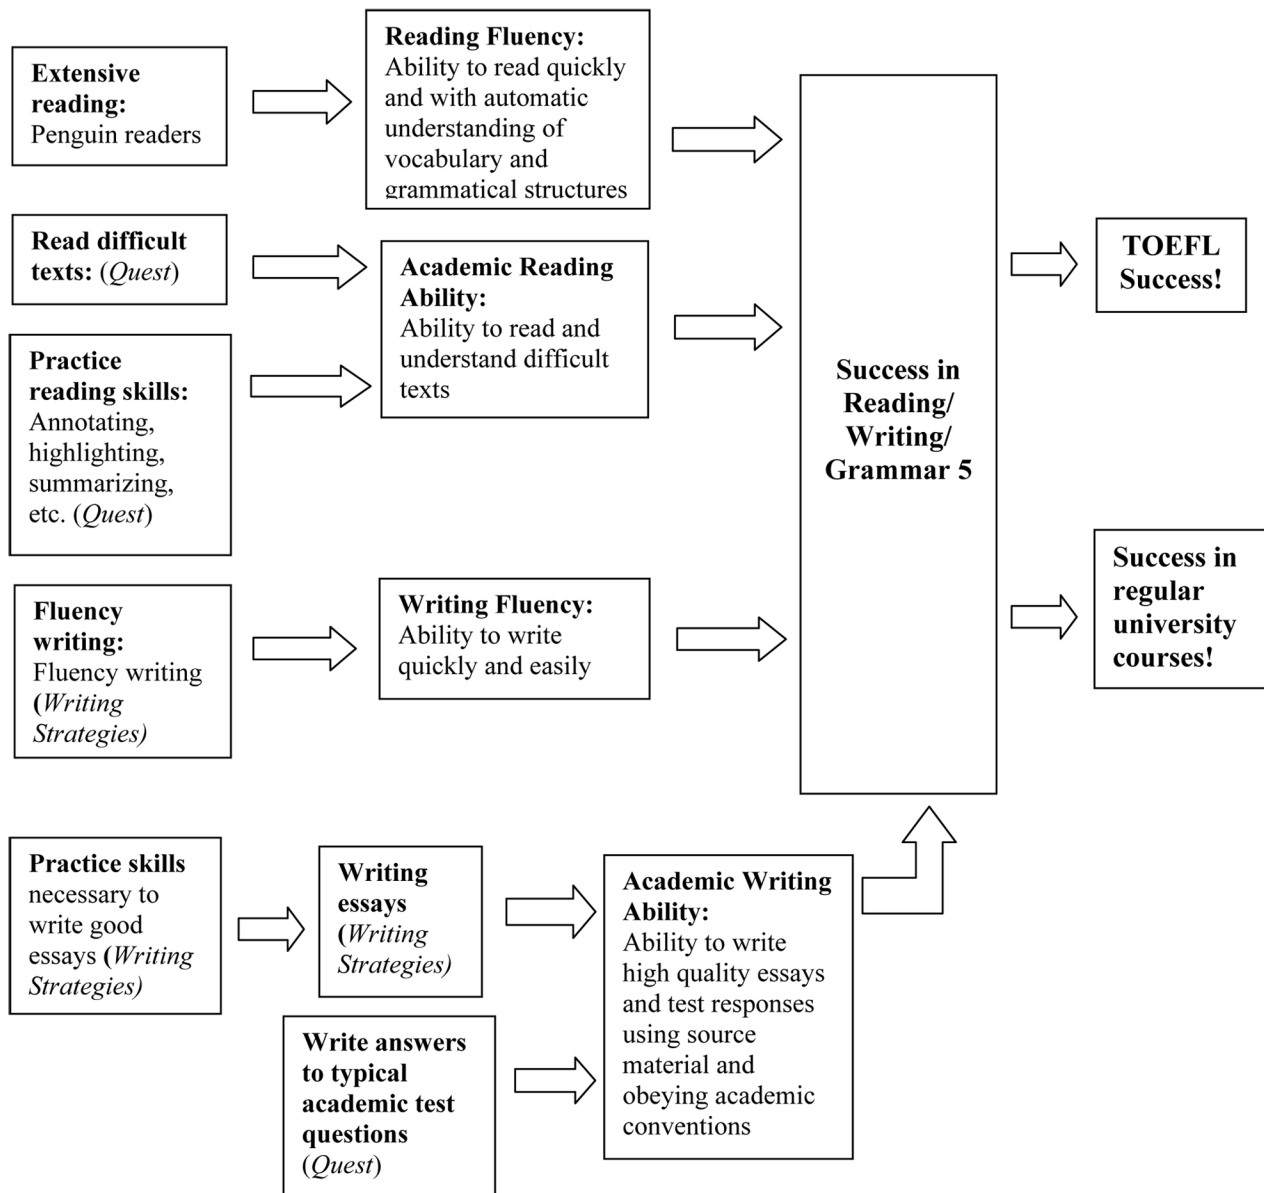 Extensive
reading:
Penguin readers
Reading Fluency:
Ability to read quickly
and with automatic
understanding of
vocabulary and
grammatical structures
Read difficult
texts: (Quest)
Practice
reading skills:
Annotating,
highlighting,
summarizing,
etc. (Quest)
Academic Reading
Ability:
Ability to read and
understand difficult
texts
Fluency
writing:
Fluency writing
(Writing
Strategies)
Writing Fluency:
Ability to write
quickly and easily
Practice skills
necessary to
write good
essays (Writing
Strategies)
Writing
essays
(Writing
Strategies)
Write answers
to typical
academic test
questions
(Quest)
Academic Writing
Ability:
Ability to write
high quality essays
and test responses
using source
material and
obeying academic
conventions
Success in
Reading/
Writing/
Grammar 5
TOEFL
Success!
Success in
regular
university
courses!